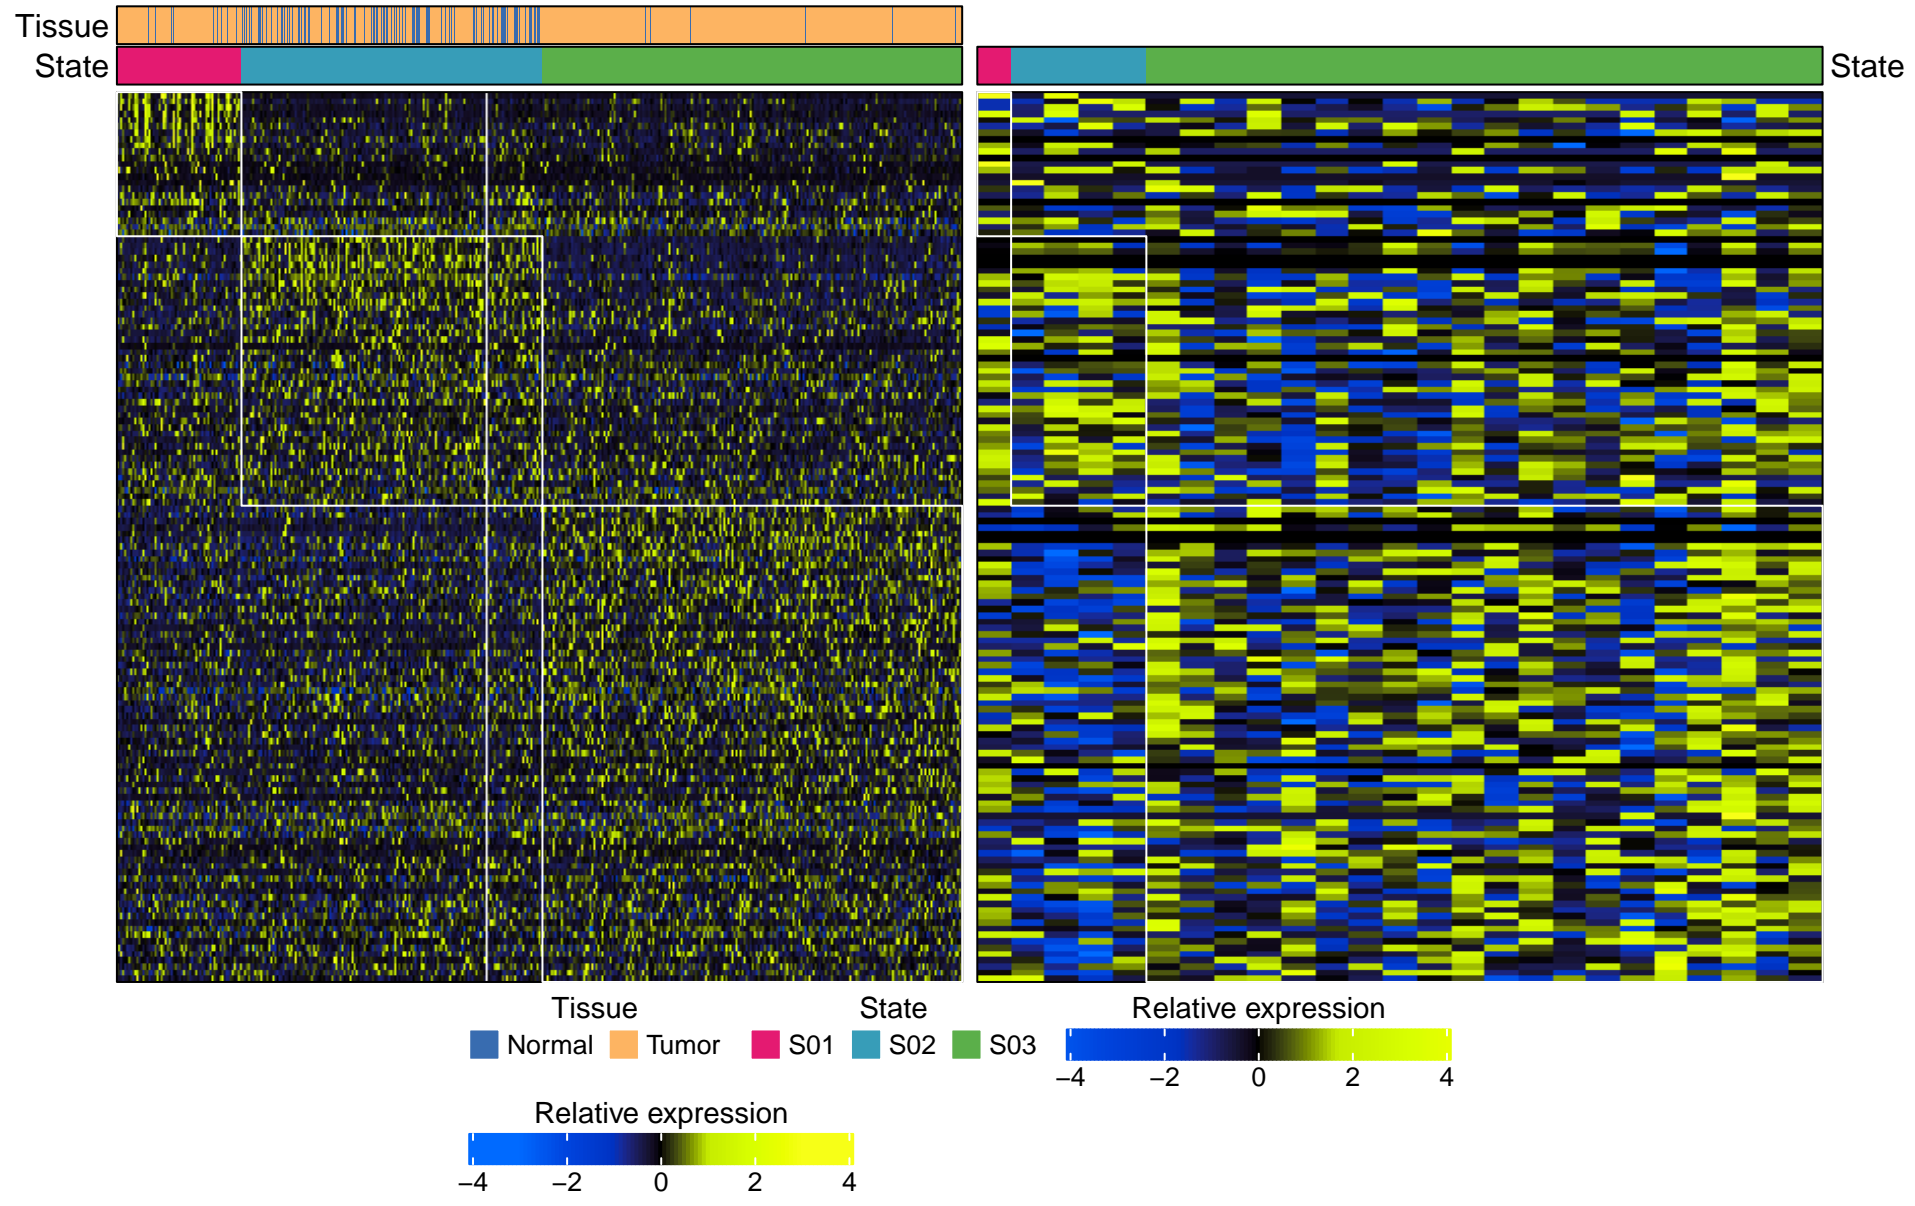 Tissue
State
State
Tissue State Relative expression
Normal Tumor S01 S02 S03
−4 −2 0 2 4
Relative expression
−4 −2 0 2 4